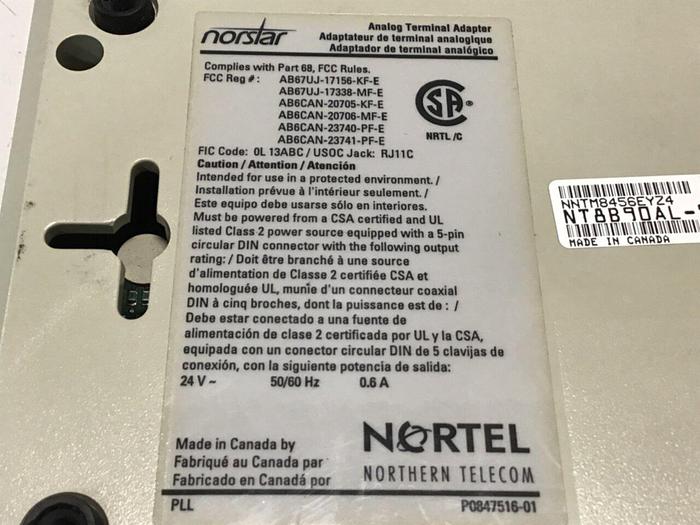 norstar
Analog Terminal Adapter
Adaptateur de terminal analogique
Adaptador de terminal analógico
Complies with Part 68, FCC Rules.
FCC Reg # : AB67UJ-17156-KF-E
AB67UJ-17338-MF-E
AB6CAN-20705-KF-E
AB6CAN-20706-MF-E
AB6CAN-23740-PF-E
AB6CAN-23741-PF-E
FIC Code: 0L 13ABC / USOC Jack: RJ11C
SA ®
NRTL /C
Caution / Attention / Atención
Intended for use in a protected environment. /
Installation prévue à l'intérieur seulement. /
Este equipo debe usarse sólo en interiores.
Must be powered from a CSA certified and UL
listed Class 2 power source equipped with a 5-pin
circular DIN connector with the following output
rating: / Doit être branché à une source
d'alimentation de Classe 2 certifiée CSA et
homologuée UL, munie d'un connecteur coaxial
DIN à cinq broches, dont la puissance est de : /
Debe estar conectado a una fuente de
alimentación de clase 2 certificada por UL y la CSA,
equipada con un conector circular DIN de 5 clavijas de
conexión, con la siguiente potencia de salida:
24 V ~ 50/60 Hz 0.6 A
Made in Canada by
Fabriqué au Canada par
Fabricado en Canadá por
NORTEL
NORTHERN TELECOM
PLL
P0847516-01
NNTM8456EYZ4
NT8B90AL-
MADE IN CANADA